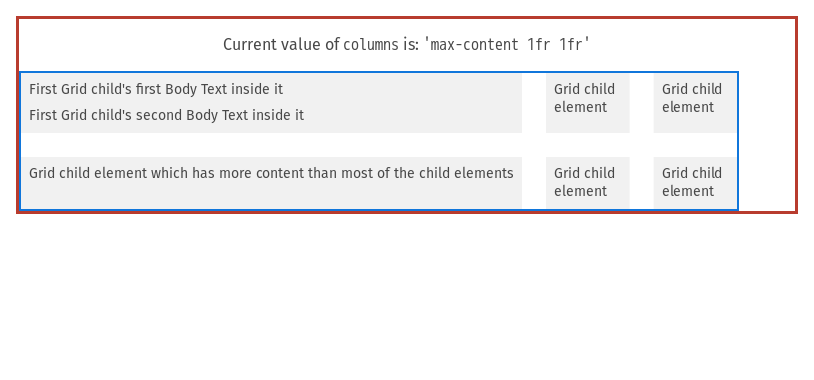 Current value of columns is: 'max-content 1fr 1fr'
First Grid child's first Body Text inside it
First Grid child's second Body Text inside it
Grid child
element
Grid child
element
Grid child element which has more content than most of the child elements
Grid child
element
Grid child
element